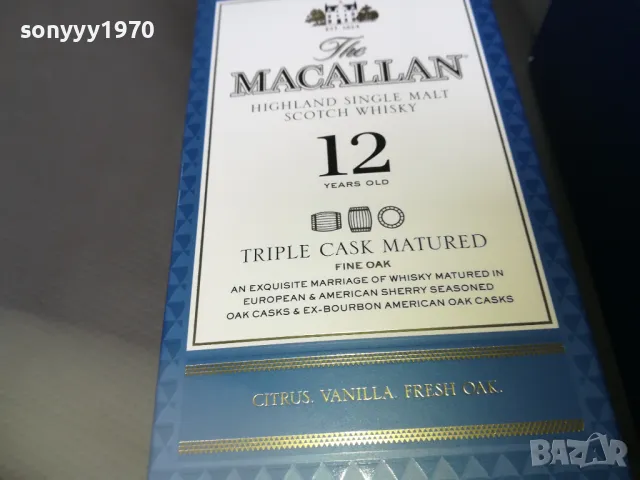 sonyyy1970
EST. 1824
The
MACALLAN
HIGHLAND SINGLE MALT
SCOTCH WHISKY
12
YEARS OLD
TRIPLE CASK MATURED
FINE OAK
AN EXQUISITE MARRIAGE OF WHISKY MATURED IN
EUROPEAN & AMERICAN SHERRY SEASONED
OAK CASKS & EX-BOURBON AMERICAN OAK CASKS
CITRUS. VANILLA. FRESH OAK.
BAZAR